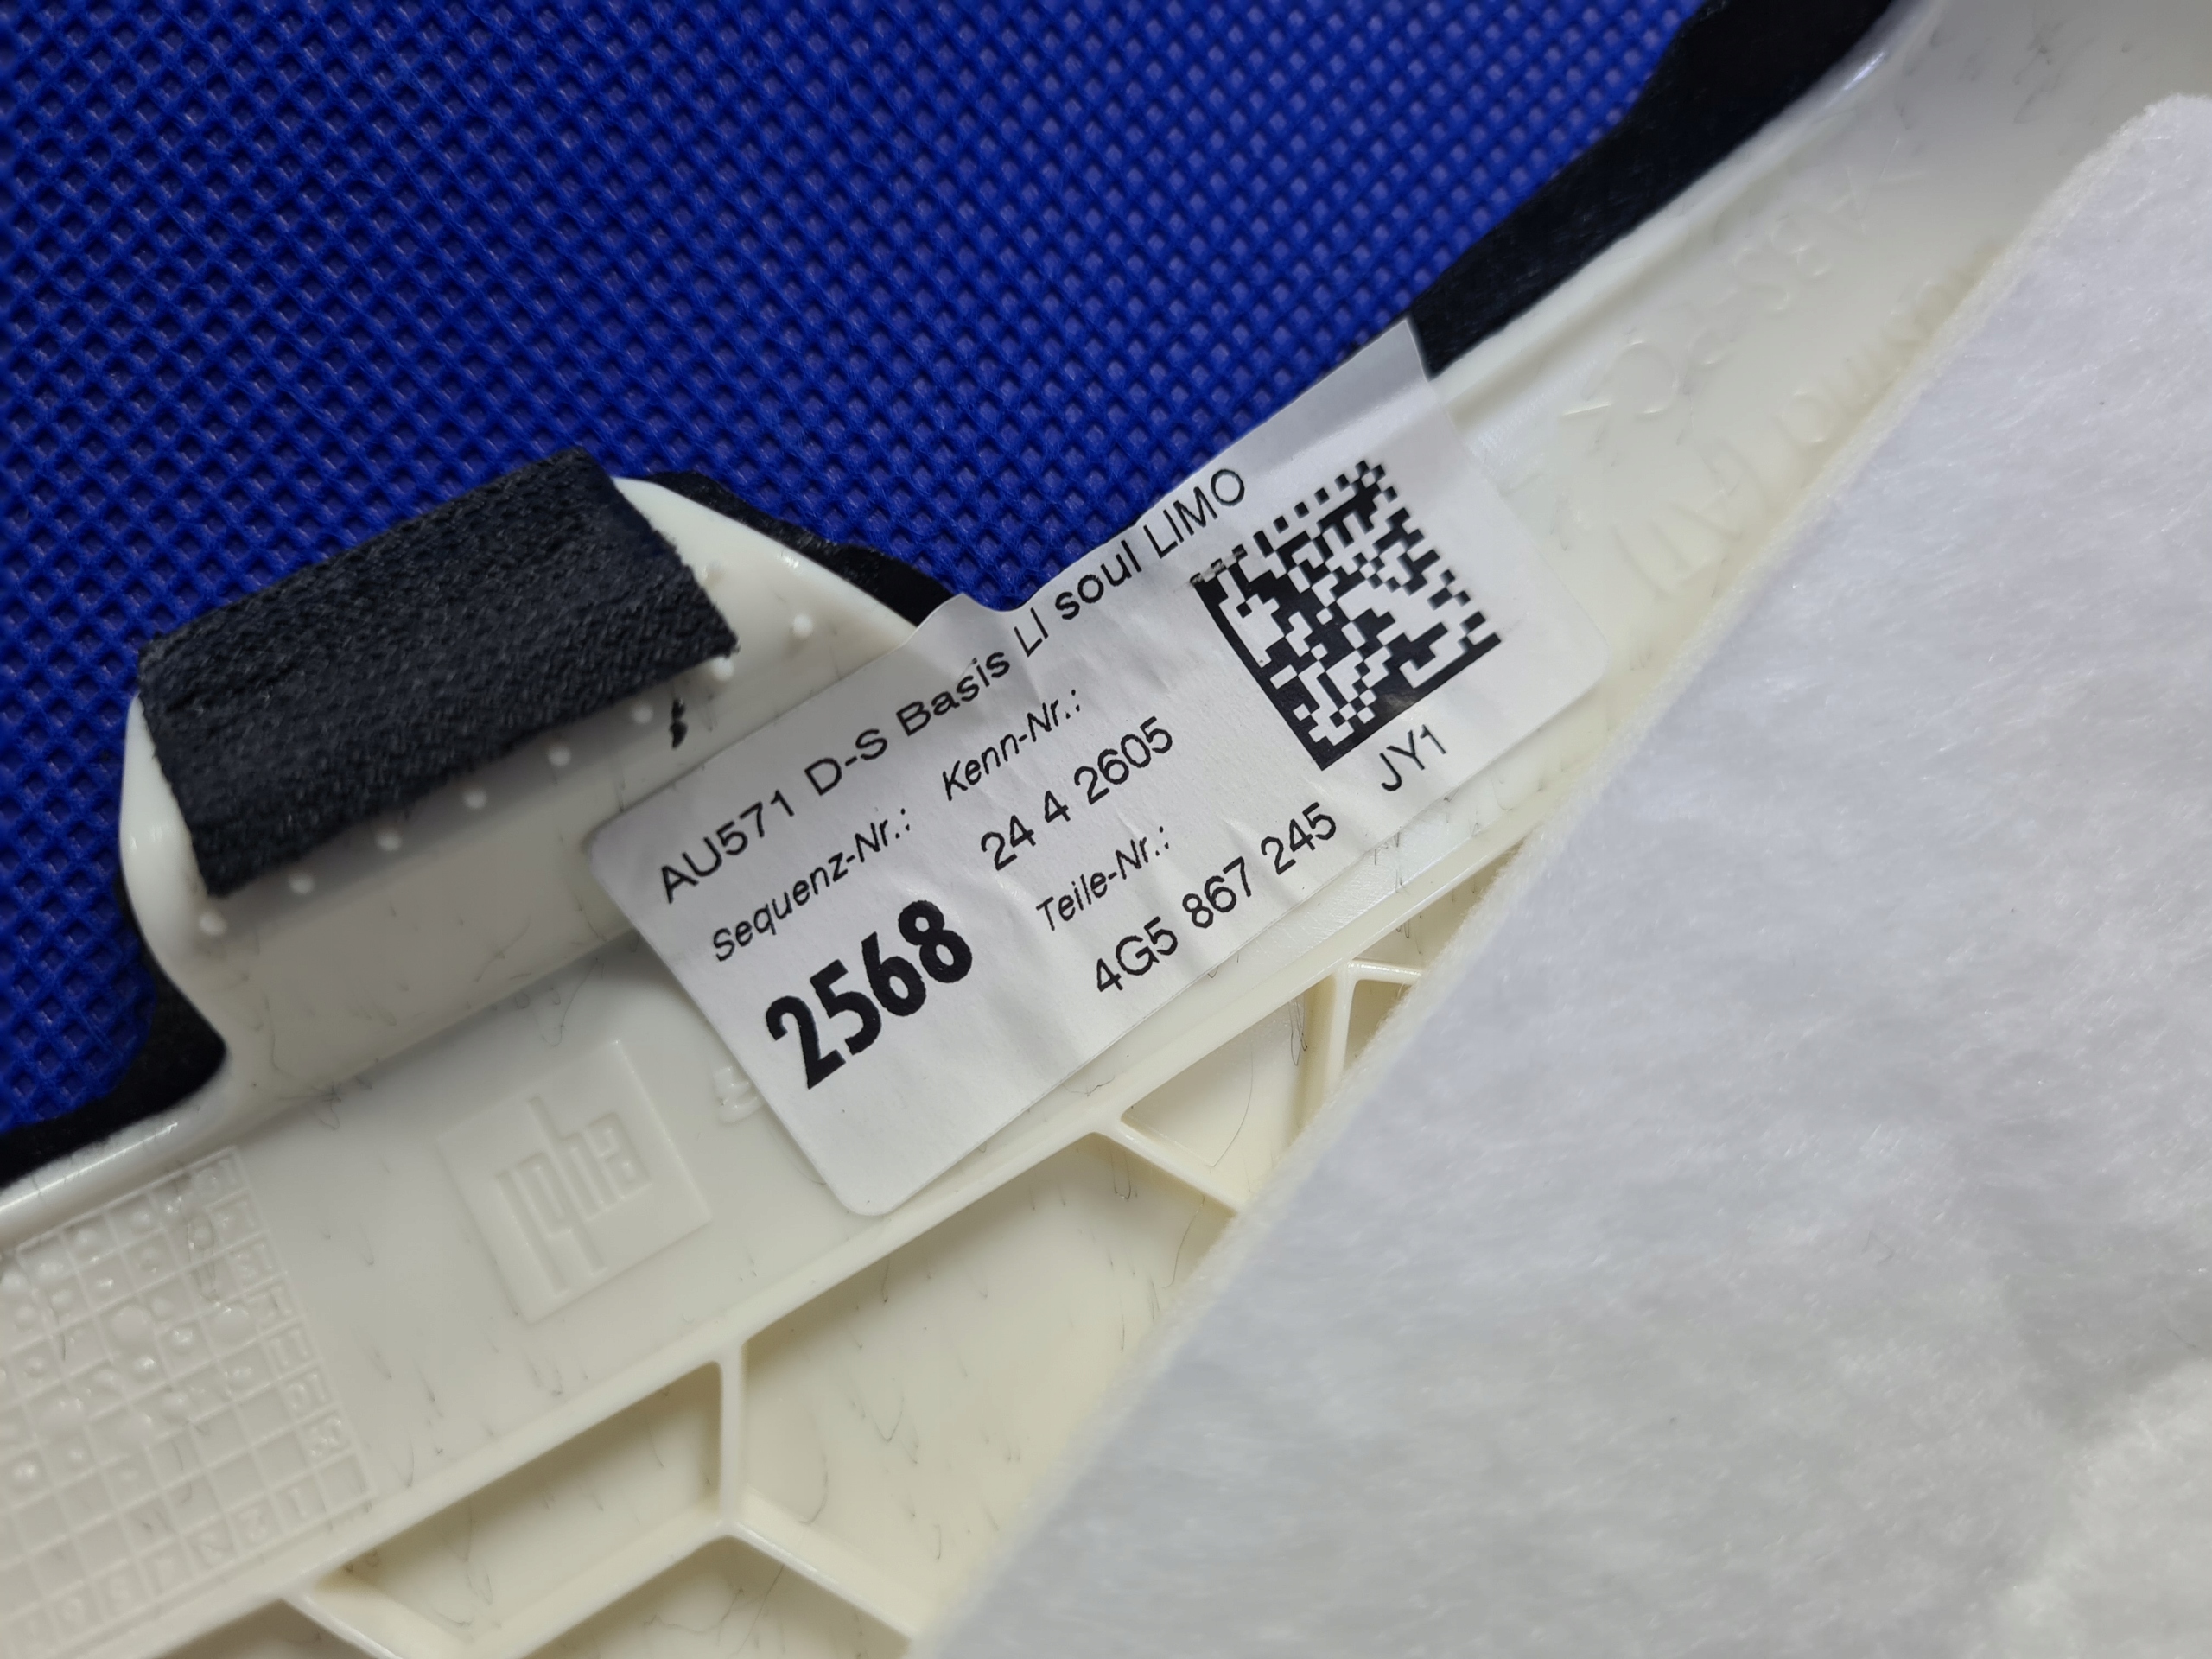 AU571 D-S Basis LI soul LIMO
Sequenz-Nr.: Kenn-Nr.:
2568 24 4 2605
Teile-Nr.:
4G5 867 245 JY1